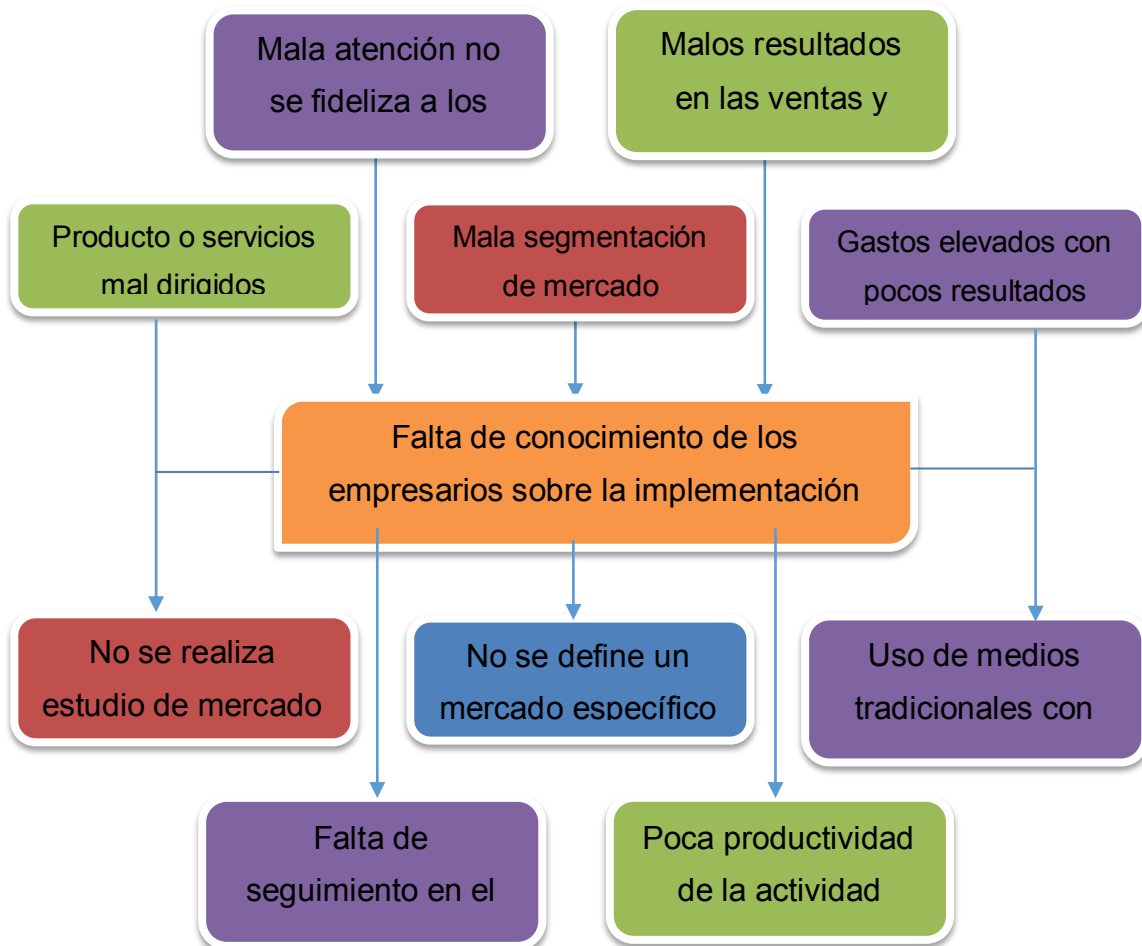 Mala atención no
se fideliza a los
Malos resultados
en las ventas y
Producto o servicios
mal dirigidos
Mala segmentación
de mercado
Gastos elevados con
pocos resultados
Falta de conocimiento de los
empresarios sobre la implementación
No se realiza
estudio de mercado
No se define un
mercado específico
Uso de medios
tradicionales con
Falta de
seguimiento en el
Poca productividad
de la actividad